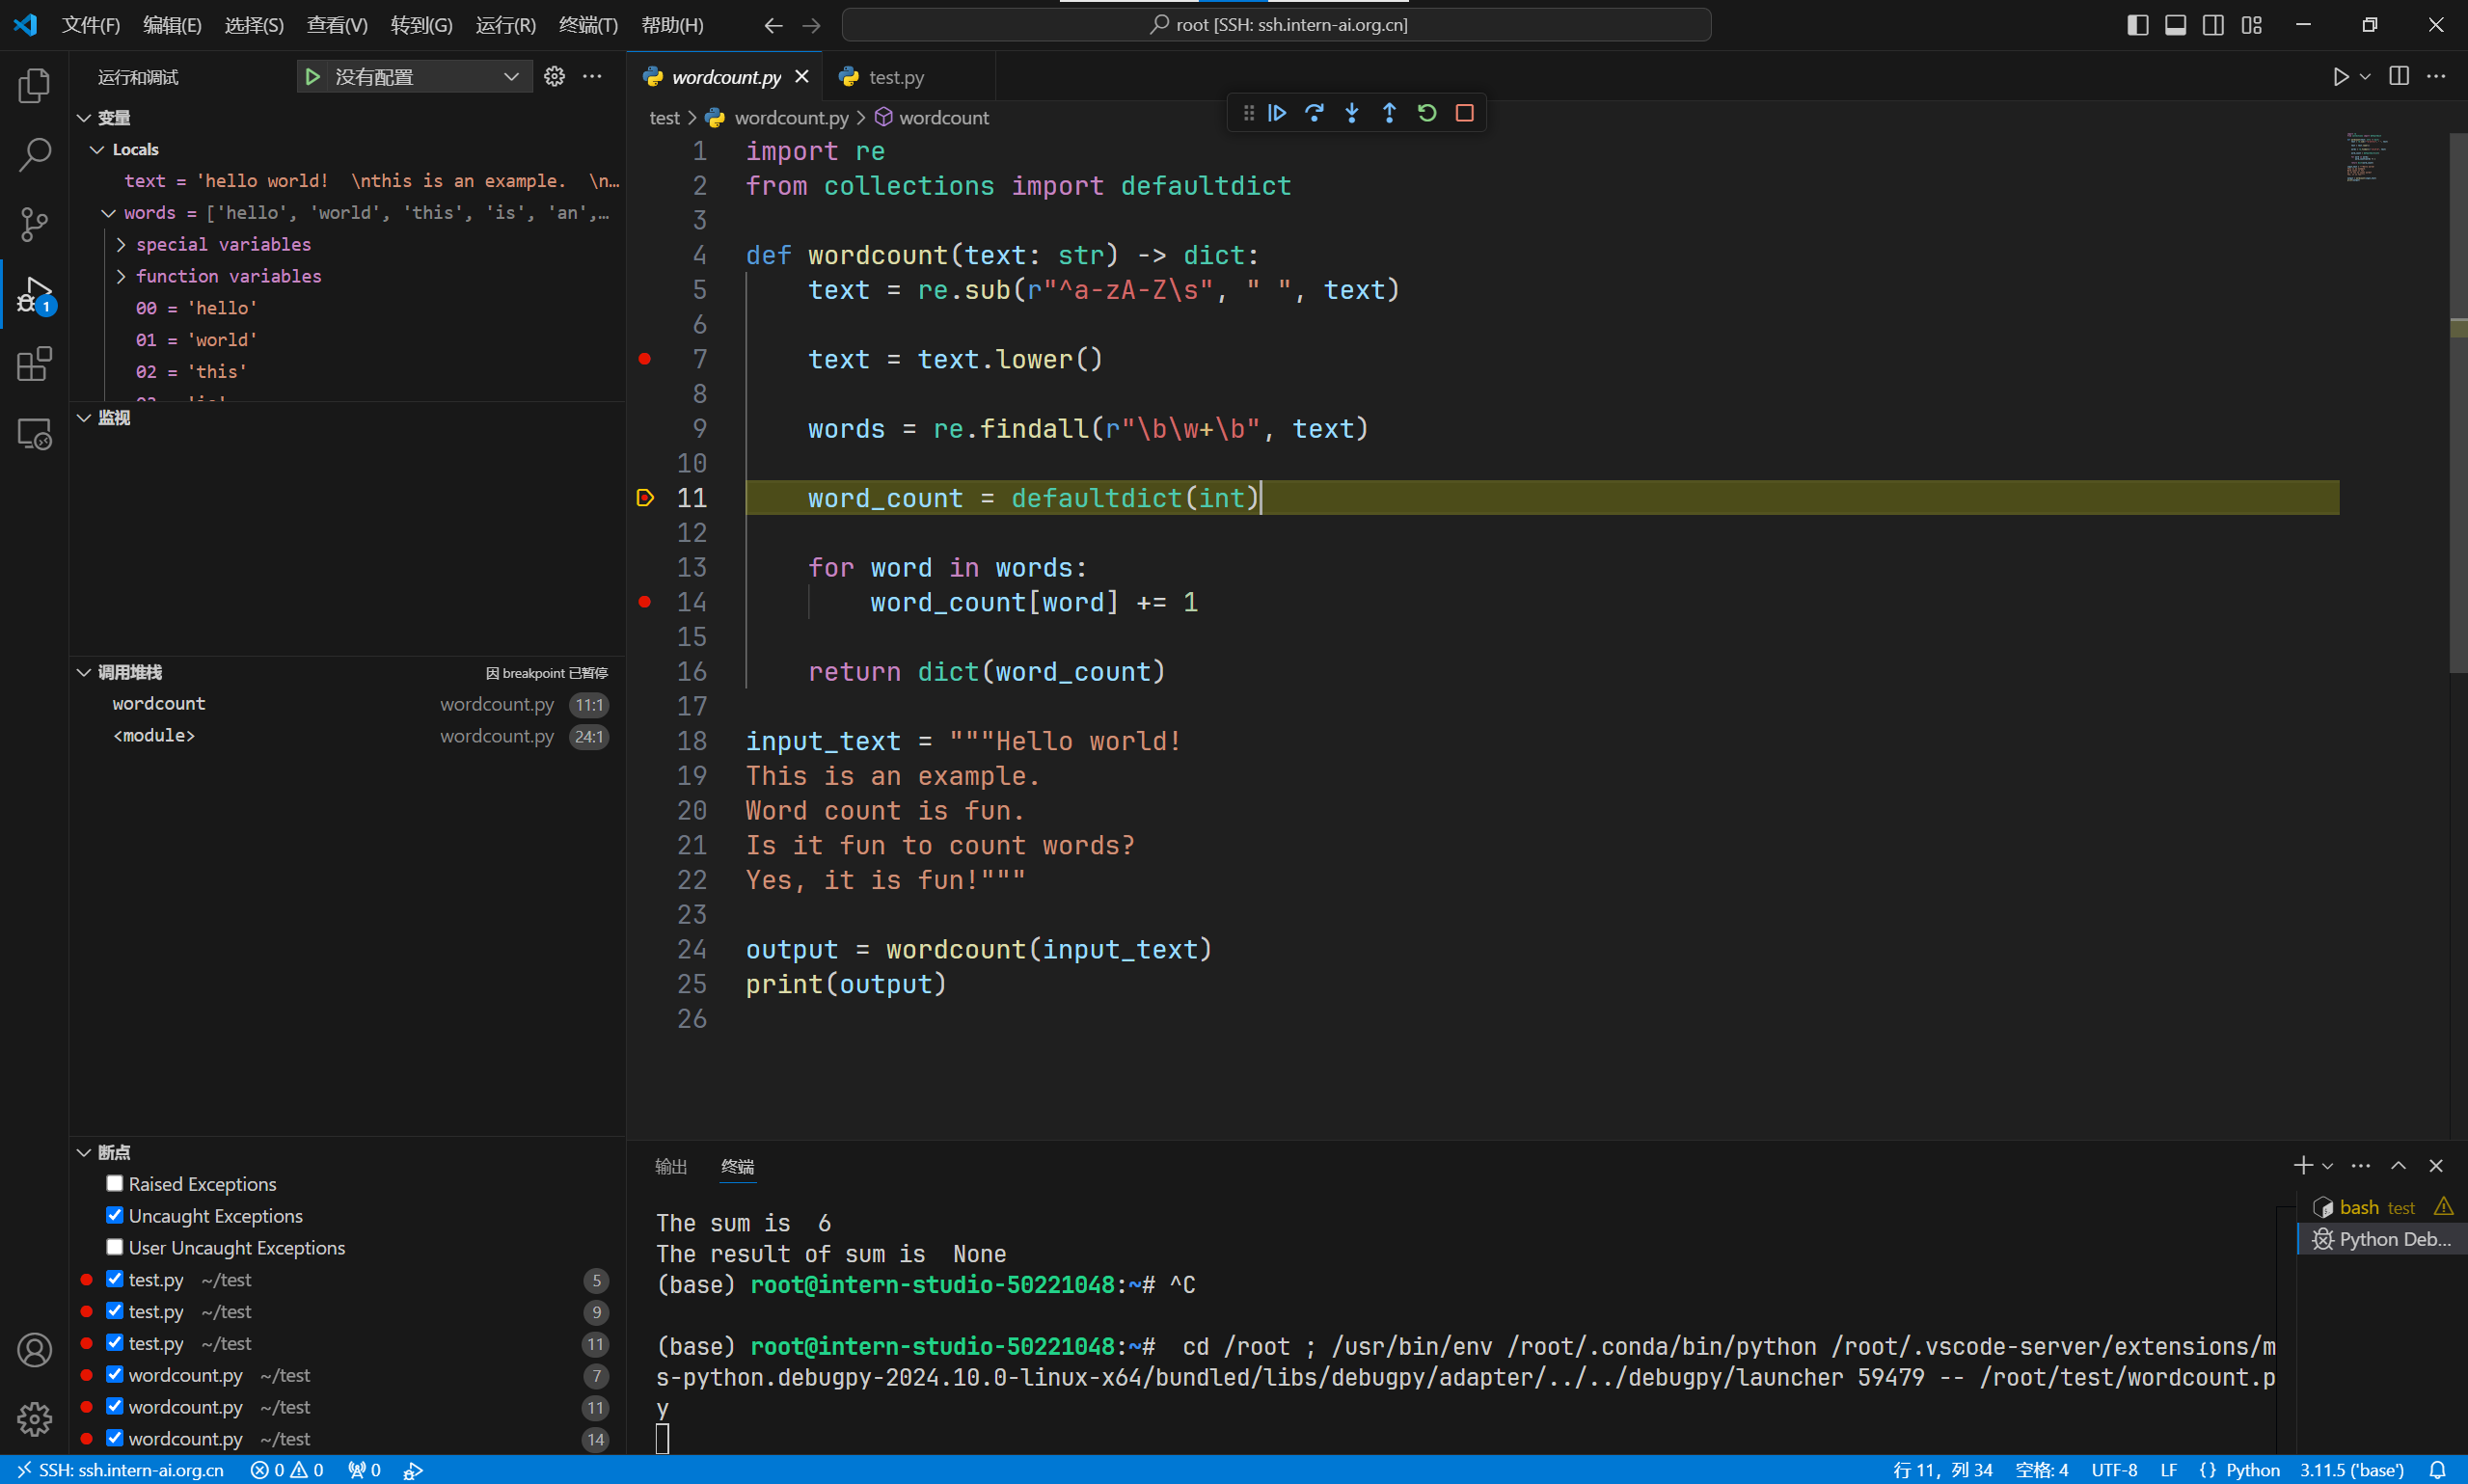 文件(F) 编辑(E) 选择(S) 查看(V) 转到(G) 运行(R) 终端(T) 帮助(H) root [SSH: ssh.intern-ai.org.cn]
运行和调试 没有配置
变量
Locals
text = 'hello world!  \nthis is an example.  \n…
words = ['hello', 'world', 'this', 'is', 'an',…
special variables
function variables
00 = 'hello'
01 = 'world'
02 = 'this'
监视
调用堆栈 因 breakpoint 已暂停
wordcount wordcount.py 11:1
<module> wordcount.py 24:1
断点
Raised Exceptions
Uncaught Exceptions
User Uncaught Exceptions
test.py ~/test 5
test.py ~/test 9
test.py ~/test 11
wordcount.py ~/test 7
wordcount.py ~/test 11
wordcount.py ~/test 14
1
wordcount.py test.py
test > wordcount.py > wordcount
1 import re
2 from collections import defaultdict
3
4 def wordcount(text: str) -> dict:
5     text = re.sub(r"^a-zA-Z\s", " ", text)
6
7     text = text.lower()
8
9     words = re.findall(r"\b\w+\b", text)
10
11     word_count = defaultdict(int)
12
13     for word in words:
14         word_count[word] += 1
15
16     return dict(word_count)
17
18 input_text = """Hello world!
19 This is an example.
20 Word count is fun.
21 Is it fun to count words?
22 Yes, it is fun!"""
23
24 output = wordcount(input_text)
25 print(output)
26
输出 终端
The sum is  6
The result of sum is  None
(base) root@intern-studio-50221048:~# ^C
(base) root@intern-studio-50221048:~#  cd /root ; /usr/bin/env /root/.conda/bin/python /root/.vscode-server/extensions/m
s-python.debugpy-2024.10.0-linux-x64/bundled/libs/debugpy/adapter/../../debugpy/launcher 59479 -- /root/test/wordcount.p
y
bash test
Python Deb...
SSH: ssh.intern-ai.org.cn 0 0 0 行 11，列 34 空格: 4 UTF-8 LF {} Python 3.11.5 ('base')